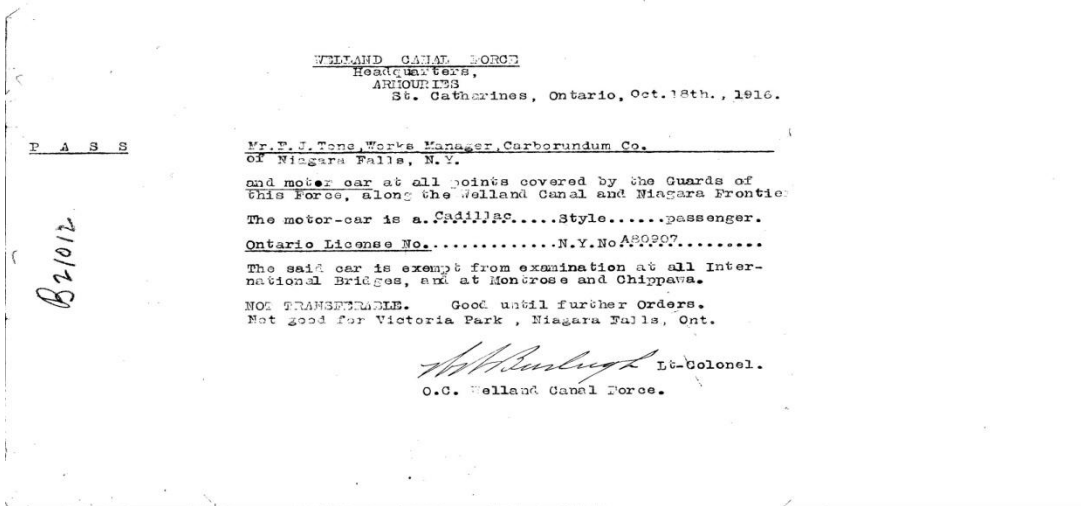 WELLAND CANAL FORCE
Headquarters,
ARMOURIES
St. Catharines, Ontario, Oct.18th., 1916.
P A S S
Mr.F.J.Tone,Works Manager,Carborundum Co.
of Niagara Falls, N.Y.
and motor car at all points covered by the Guards of
this Force, along the Welland Canal and Niagara Frontie
The motor-car is a.Cadillac.....Style......passenger.
Ontario License No..............N.Y.No.A80907.........
The said car is exempt from examination at all Inter-
national Bridges, and at Montrose and Chippawa.
NOT TRANSFERABLE. Good until further Orders.
Not good for Victoria Park , Niagara Falls, Ont.
Burleigh Lt-Colonel.
O.C. Welland Canal Force.
B21012